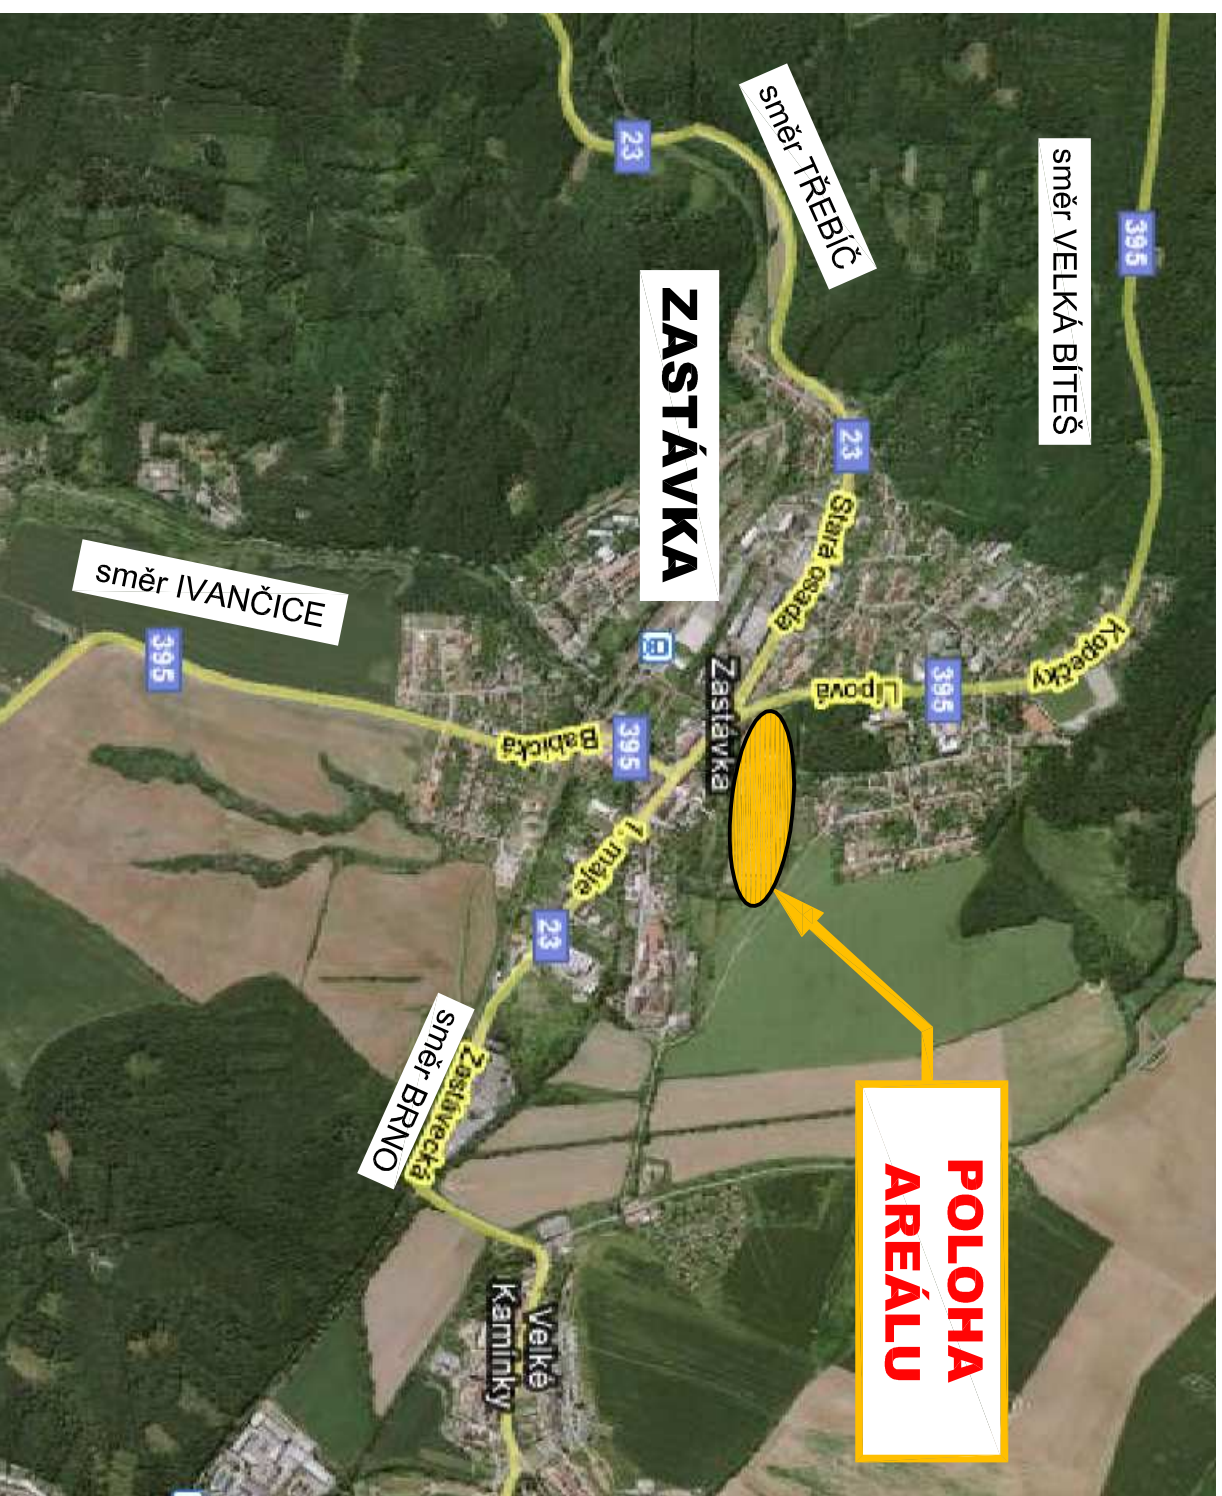 směr VELKÁ BÍTEŠ
395
Kopečky
395
Lipová
POLOHA
AREÁLU
směr TŘEBÍČ
23
23
Stará osada
ZASTÁVKA
Zastávka
395
Babická
1. máje
23
směr IVANČICE
395
směr BRNO
Zastávecká
Velké
Kamínky